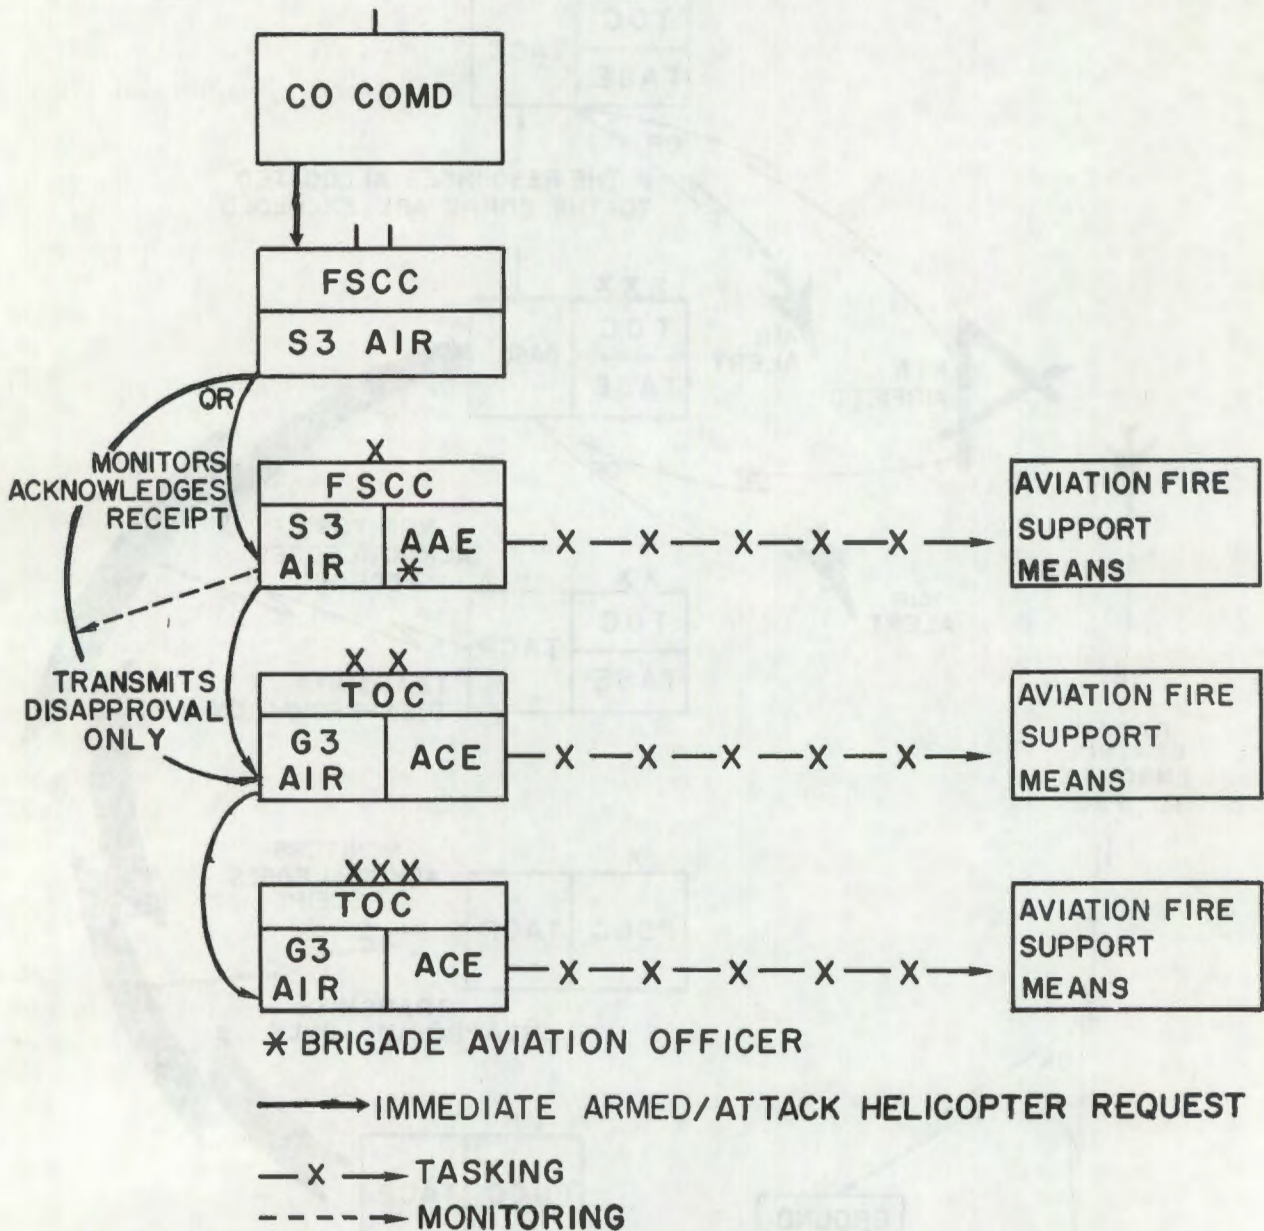 CO COMD
FSCC
S3 AIR
OR
MONITORS
ACKNOWLEDGES
RECEIPT
X
FSCC
S3
AIR
AAE
*
X X X X X
AVIATION FIRE
SUPPORT
MEANS
TRANSMITS
DISAPPROVAL
ONLY
X X
TOC
G3
AIR
ACE
X X X X X
AVIATION FIRE
SUPPORT
MEANS
XXX
TOC
G3
AIR
ACE
X X X X X
AVIATION FIRE
SUPPORT
MEANS
* BRIGADE AVIATION OFFICER
IMMEDIATE ARMED/ATTACK HELICOPTER REQUEST
X TASKING
MONITORING